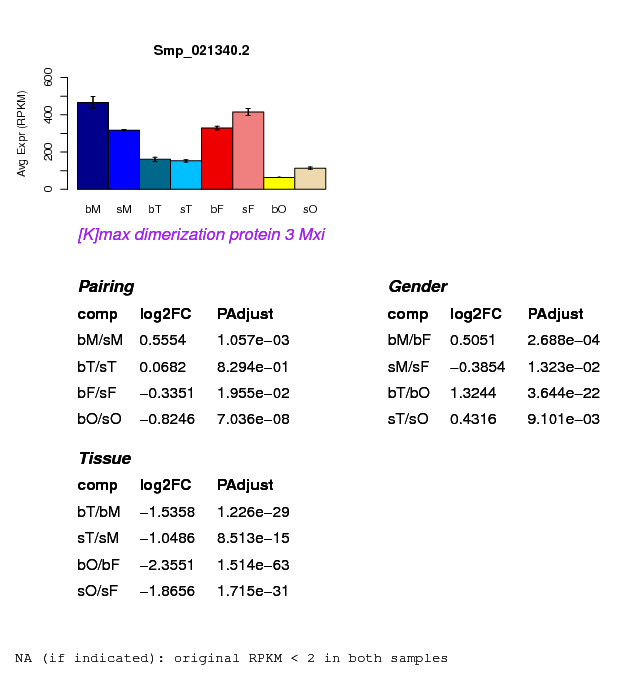 Smp_021340.2
Avg Expr (RPKM)
0 200 400 600
bM sM bT sT bF sF bO sO
[K]max dimerization protein 3 Mxi
Pairing
comp log2FC PAdjust
bM/sM 0.5554 1.057e−03
bT/sT 0.0682 8.294e−01
bF/sF −0.3351 1.955e−02
bO/sO −0.8246 7.036e−08
Gender
comp log2FC PAdjust
bM/bF 0.5051 2.688e−04
sM/sF −0.3854 1.323e−02
bT/bO 1.3244 3.644e−22
sT/sO 0.4316 9.101e−03
Tissue
comp log2FC PAdjust
bT/bM −1.5358 1.226e−29
sT/sM −1.0486 8.513e−15
bO/bF −2.3551 1.514e−63
sO/sF −1.8656 1.715e−31
NA (if indicated): original RPKM < 2 in both samples